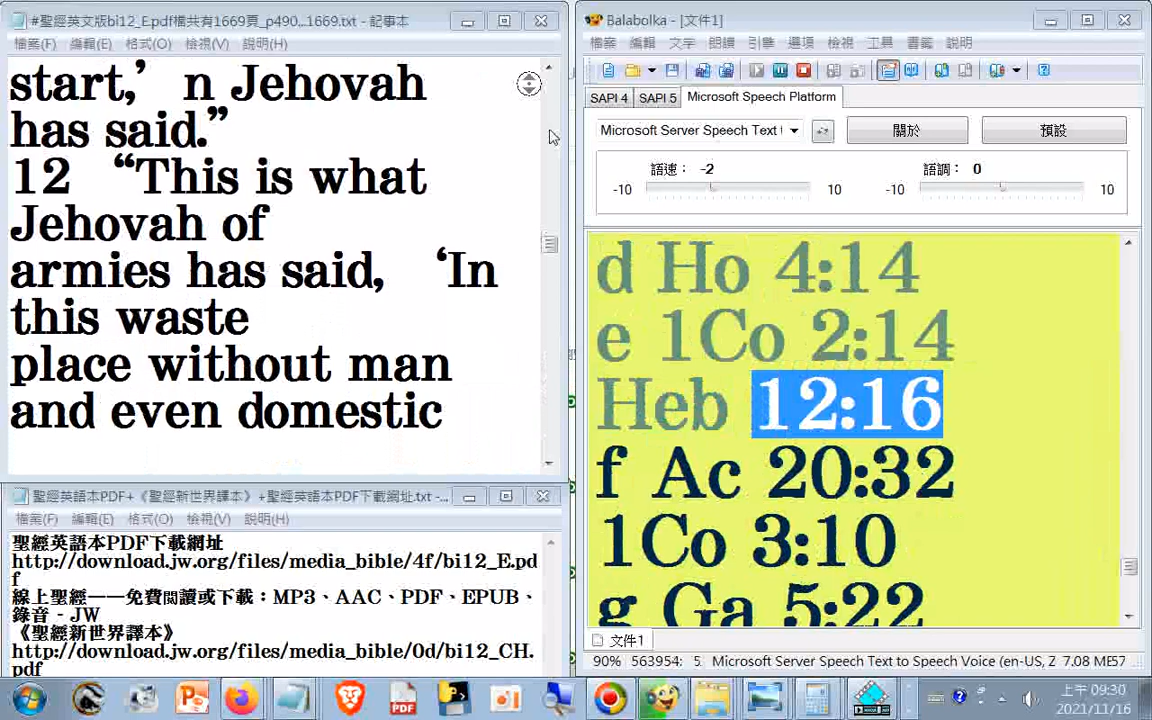 #聖經英文版bi12_E.pdf檔共有1669頁_p490,..1669.txt - 記事本
檔案(F) 編輯(E) 格式(O) 檢視(V) 說明(H)
start,’ n Jehovah
has said.”
12 “This is what
Jehovah of
armies has said, ‘In
this waste
place without man
and even domestic
聖經英語本PDF+《聖經新世界譯本》+聖經英語本PDF下載網址.txt -...
檔案(F) 編輯(E) 格式(O) 檢視(V) 說明(H)
聖經英語本PDF下載網址
http://download.jw.org/files/media_bible/4f/bi12_E.pd
f
線上聖經——免費閱讀或下載：MP3、AAC、PDF、EPUB、
錄音 - JW
《聖經新世界譯本》
http://download.jw.org/files/media_bible/0d/bi12_CH.
pdf
Balabolka - [文件1]
檔案 編輯 文字 朗讀 引擎 選項 檢視 工具 書籤 說明
SAPI 4 SAPI 5 Microsoft Speech Platform
Microsoft Server Speech Text 關於 預設
語速： -2 語調： 0
-10 10 -10 10
d Ho 4:14
e 1Co 2:14
Heb 12:16
f Ac 20:32
1Co 3:10
g Ga 5:22
文件1
90% 563954: 5. Microsoft Server Speech Text to Speech Voice (en-US, Z 7.08 ME57
上午 09:30
2021/11/16